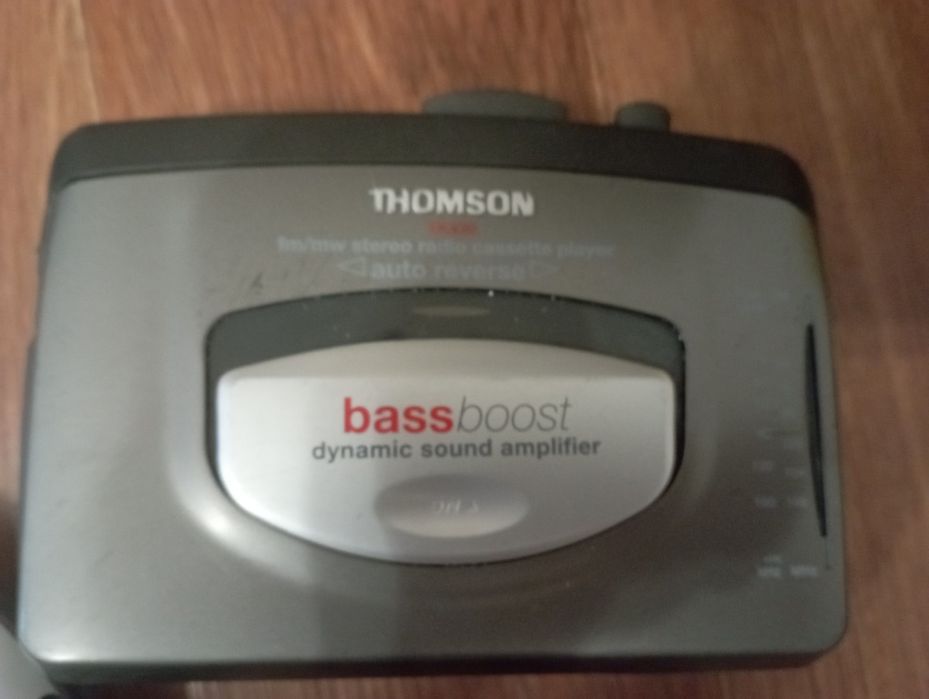 THOMSON
fm/mw stereo radio cassette player
auto reverse
bassboost
dynamic sound amplifier